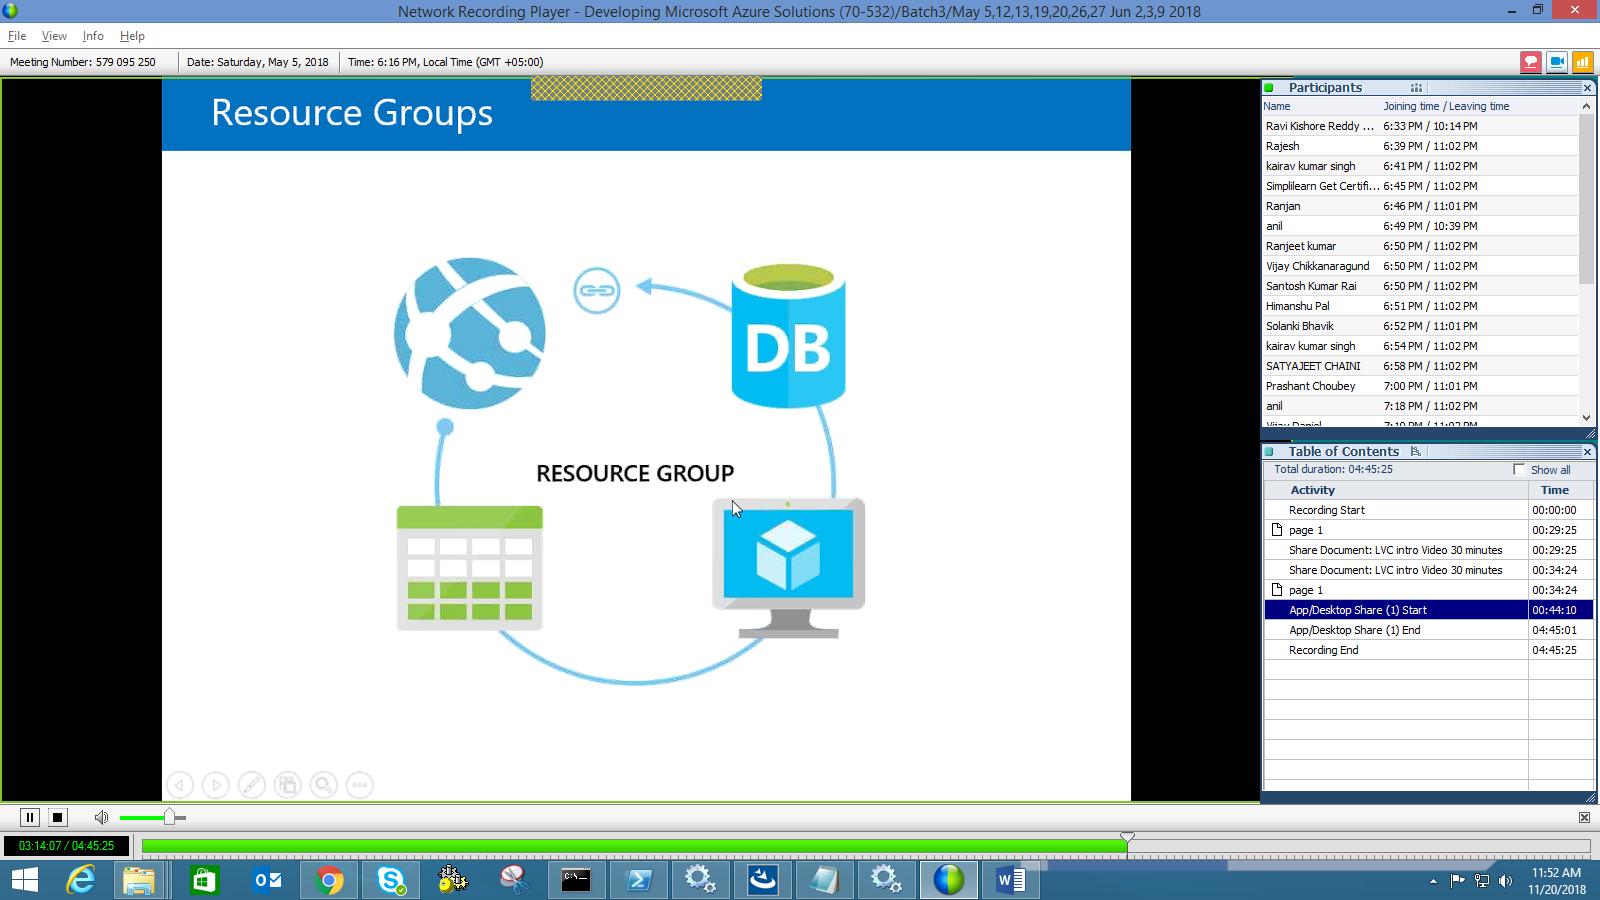 Network Recording Player - Developing Microsoft Azure Solutions (70-532)/Batch3/May 5,12,13,19,20,26,27 Jun 2,3,9 2018
File View Info Help
Meeting Number: 579 095 250 Date: Saturday, May 5, 2018 Time: 6:16 PM, Local Time (GMT +05:00)
Resource Groups
DB
RESOURCE GROUP
Participants
Name Joining time / Leaving time
Ravi Kishore Reddy ... 6:33 PM / 10:14 PM
Rajesh 6:39 PM / 11:02 PM
kairav kumar singh 6:41 PM / 11:02 PM
Simplilearn Get Certifi... 6:45 PM / 11:02 PM
Ranjan 6:46 PM / 11:01 PM
anil 6:49 PM / 10:39 PM
Ranjeet kumar 6:50 PM / 11:02 PM
Vijay Chikkanaragund 6:50 PM / 11:02 PM
Santosh Kumar Rai 6:50 PM / 11:02 PM
Himanshu Pal 6:51 PM / 11:02 PM
Solanki Bhavik 6:52 PM / 11:01 PM
kairav kumar singh 6:54 PM / 11:02 PM
SATYAJEET CHAINI 6:58 PM / 11:02 PM
Prashant Choubey 7:00 PM / 11:01 PM
anil 7:18 PM / 11:02 PM
Vijay Daniel 7:19 PM / 11:02 PM
Table of Contents
Total duration: 04:45:25 Show all
Activity Time
Recording Start 00:00:00
page 1 00:29:25
Share Document: LVC intro Video 30 minutes 00:29:25
Share Document: LVC intro Video 30 minutes 00:34:24
page 1 00:34:24
App/Desktop Share (1) Start 00:44:10
App/Desktop Share (1) End 04:45:01
Recording End 04:45:25
03:14:07 / 04:45:25
11:52 AM
11/20/2018